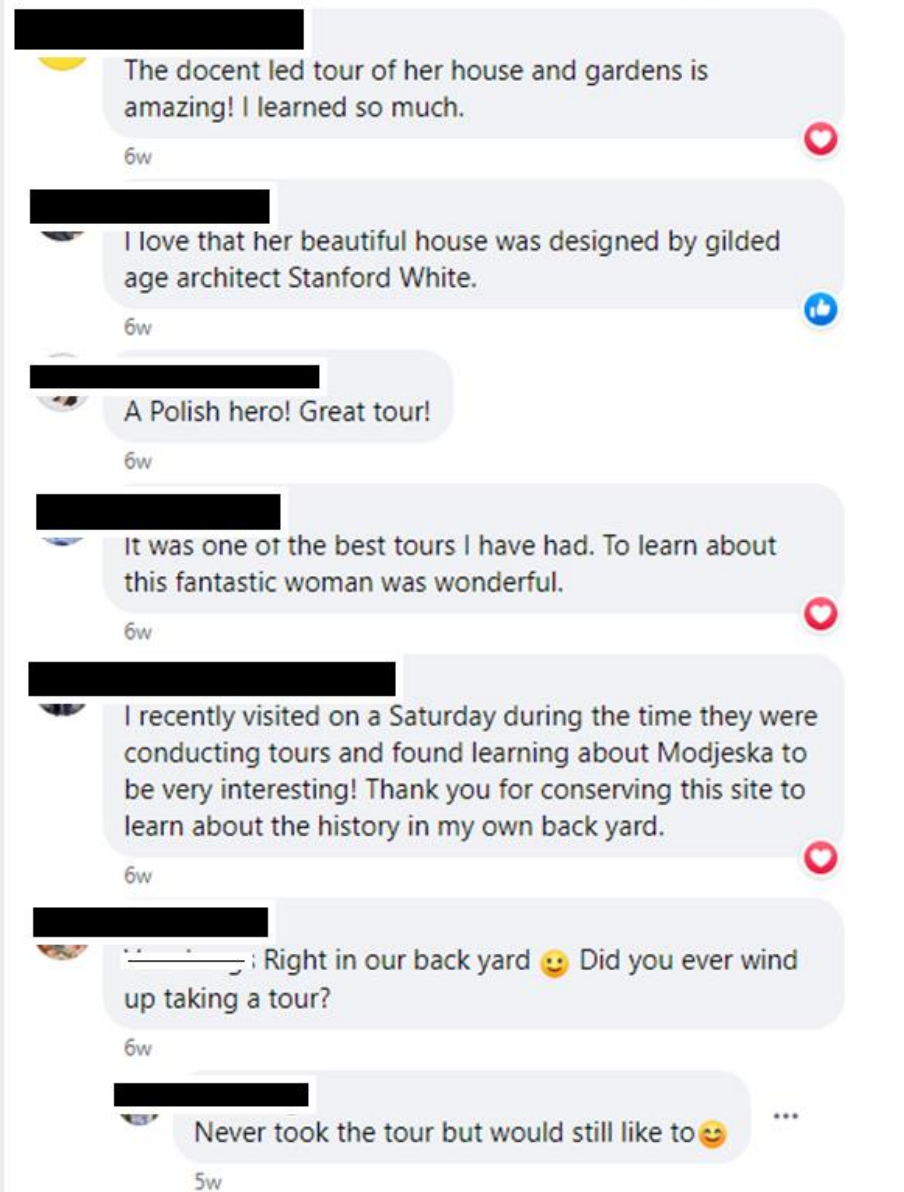 The docent led tour of her house and gardens is
amazing! I learned so much.
6w
I love that her beautiful house was designed by gilded
age architect Stanford White.
6w
A Polish hero! Great tour!
6w
It was one of the best tours I have had. To learn about
this fantastic woman was wonderful.
6w
I recently visited on a Saturday during the time they were
conducting tours and found learning about Modjeska to
be very interesting! Thank you for conserving this site to
learn about the history in my own back yard.
6w
Right in our back yard 🙂 Did you ever wind
up taking a tour?
6w
Never took the tour but would still like to😊
5w